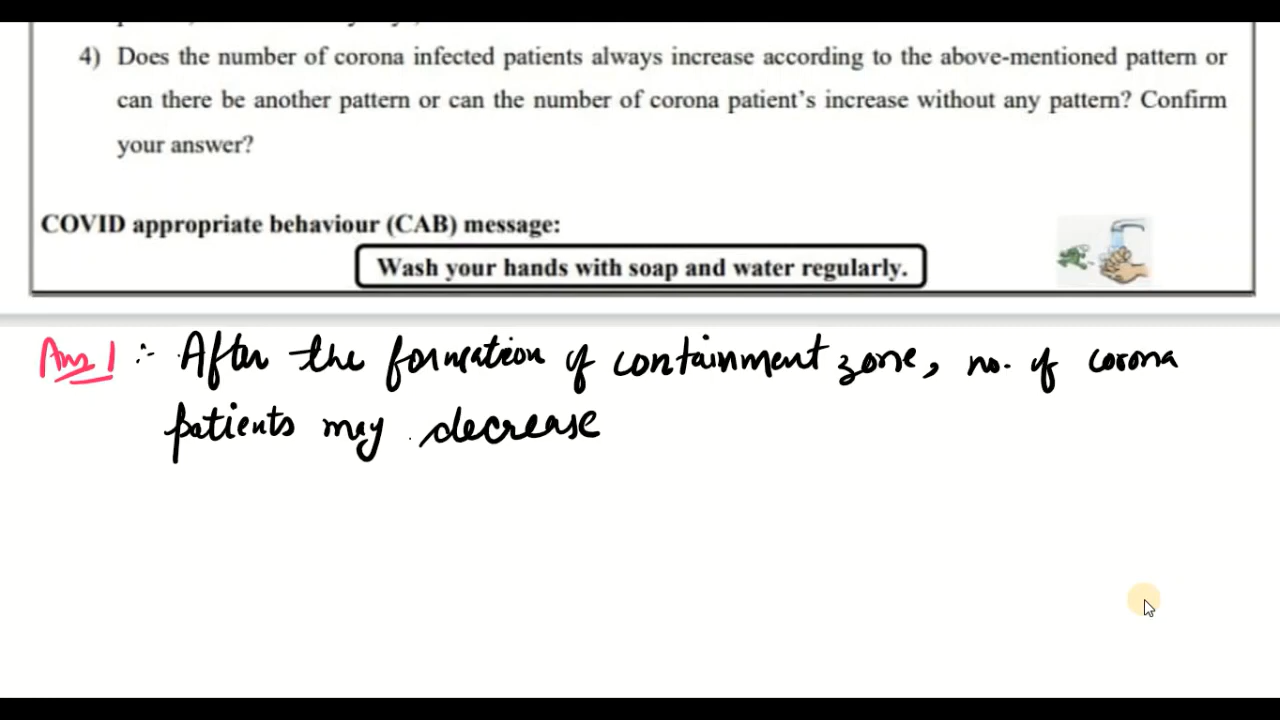 4) Does the number of corona infected patients always increase according to the above-mentioned pattern or
can there be another pattern or can the number of corona patient's increase without any pattern? Confirm
your answer?
COVID appropriate behaviour (CAB) message:
Wash your hands with soap and water regularly.
Ans 1 :- After the formation of containment zone, no. of corona
patients may decrease